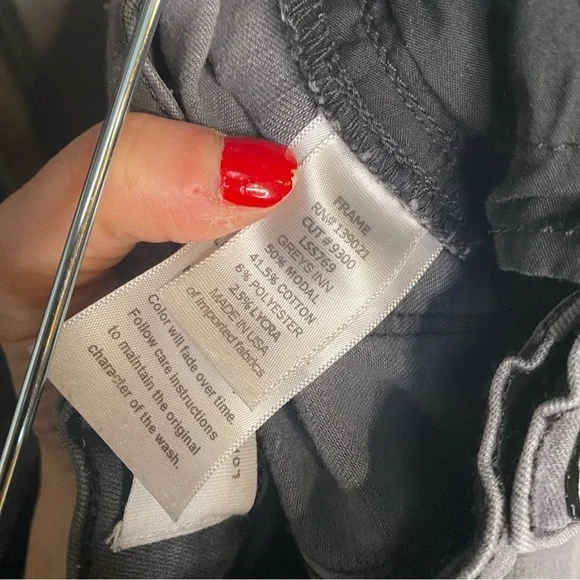 FRAME
RN# 139021
CUT#9300
LSS769
GREYS INN
50% MODAL
41.5% COTTON
6% POLYESTER
2.5% LYCRA
MADE IN USA
of imported fabrics
Color will fade over time.
Follow care instructions
to maintain the original
character of the wash.